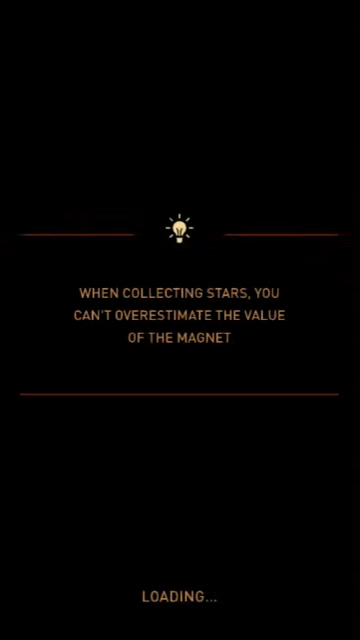 WHEN COLLECTING STARS, YOU
CAN'T OVERESTIMATE THE VALUE
OF THE MAGNET
LOADING...